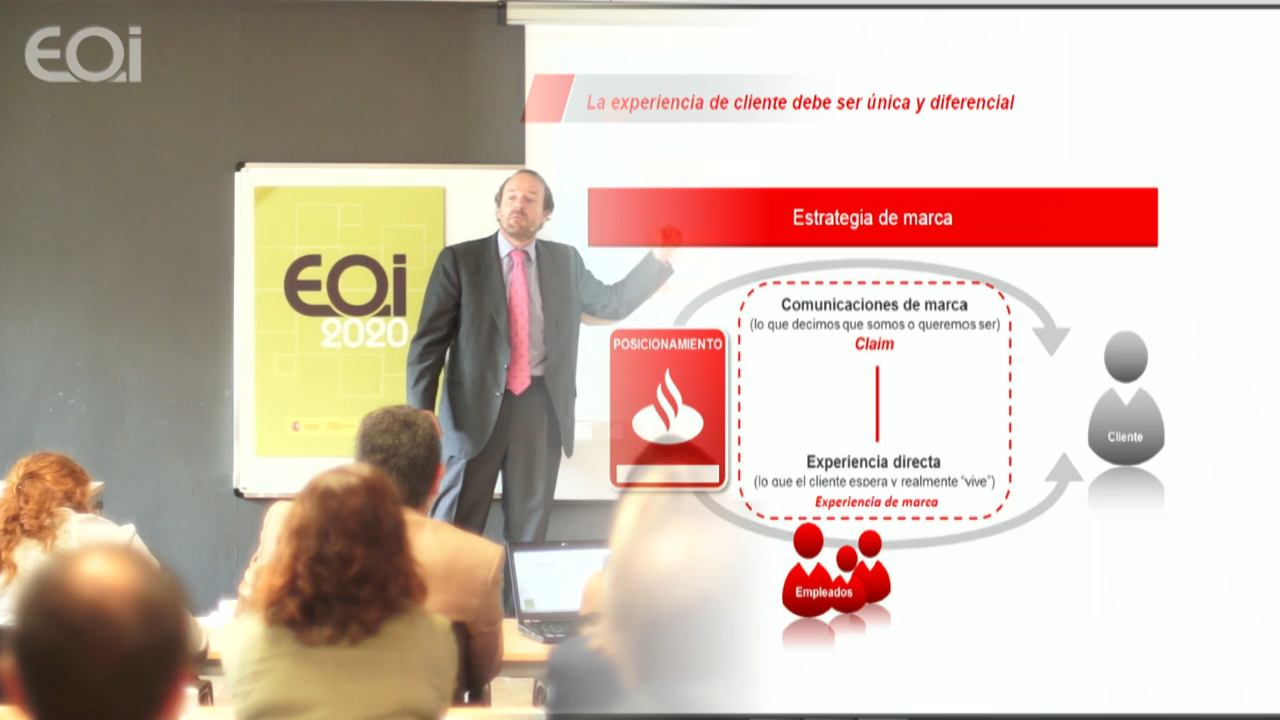 EOi
La experiencia de cliente debe ser única y diferencial
Estrategia de marca
EOi
2020
Comunicaciones de marca
(lo que decimos que somos o queremos ser)
Claim
POSICIONAMIENTO
Cliente
Experiencia directa
(lo que el cliente espera y realmente “vive”)
Experiencia de marca
Empleados